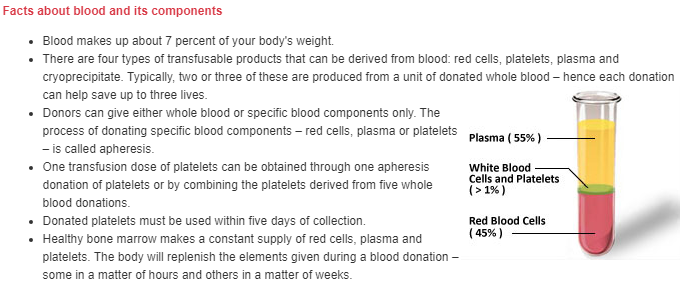 Facts about blood and its components
• Blood makes up about 7 percent of your body's weight.
• There are four types of transfusable products that can be derived from blood: red cells, platelets, plasma and
cryoprecipitate. Typically, two or three of these are produced from a unit of donated whole blood – hence each donation
can help save up to three lives.
• Donors can give either whole blood or specific blood components only. The
process of donating specific blood components – red cells, plasma or platelets
– is called apheresis.
• One transfusion dose of platelets can be obtained through one apheresis
donation of platelets or by combining the platelets derived from five whole
blood donations.
• Donated platelets must be used within five days of collection.
• Healthy bone marrow makes a constant supply of red cells, plasma and
platelets. The body will replenish the elements given during a blood donation –
some in a matter of hours and others in a matter of weeks.
Plasma ( 55% )
White Blood
Cells and Platelets
( > 1% )
Red Blood Cells
( 45% )